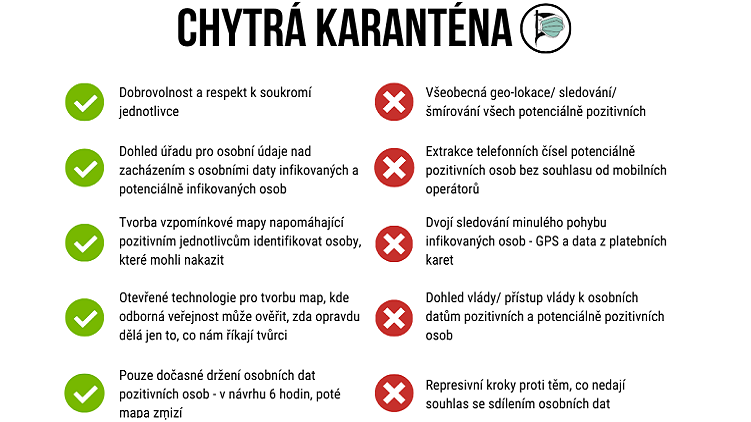 CHYTRÁ KARANTÉNA
Dobrovolnost a respekt k soukromí
jednotlivce
Dohled úřadu pro osobní údaje nad
zacházením s osobními daty infikovaných a
potenciálně infikovaných osob
Tvorba vzpomínkové mapy napomáhající
pozitivním jednotlivcům identifikovat osoby,
které mohli nakazit
Otevřené technologie pro tvorbu map, kde
odborná veřejnost může ověřit, zda opravdu
dělá jen to, co nám říkají tvůrci
Pouze dočasné držení osobních dat
pozitivních osob - v návrhu 6 hodin, poté
mapa zmizí
Všeobecná geo-lokace/ sledování/
šmírování všech potenciálně pozitivních
Extrakce telefonních čísel potenciálně
pozitivních osob bez souhlasu od mobilních
operátorů
Dvojí sledování minulého pohybu
infikovaných osob - GPS a data z platebních
karet
Dohled vlády/ přístup vlády k osobních
datům pozitivních a potenciálně pozitivních
osob
Represivní kroky proti těm, co nedají
souhlas se sdílením osobních dat